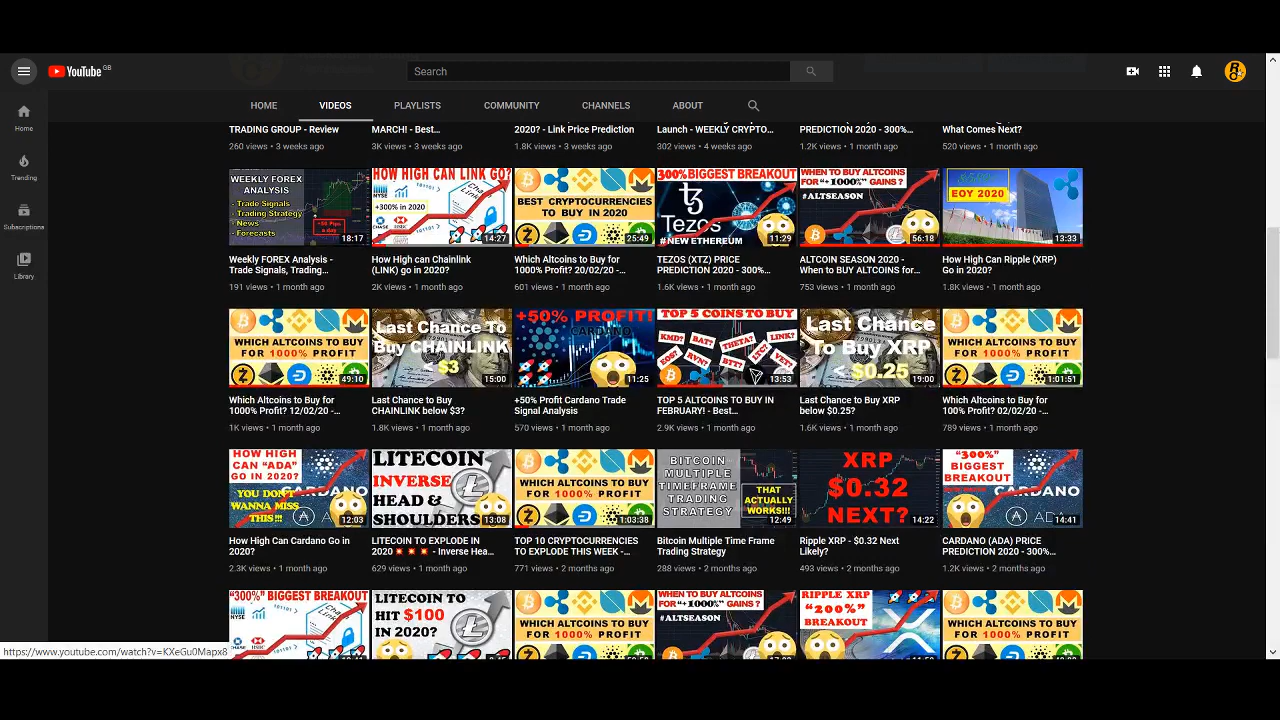 YouTube GB
Search
HOME
VIDEOS
PLAYLISTS
COMMUNITY
CHANNELS
ABOUT
Home
Trending
Subscriptions
Library
TRADING GROUP - Review
260 views • 3 weeks ago
MARCH! - Best...
3K views • 3 weeks ago
2020? - Link Price Prediction
1.8K views • 3 weeks ago
Launch - WEEKLY CRYPTO...
302 views • 4 weeks ago
PREDICTION 2020 - 300%...
1.2K views • 1 month ago
What Comes Next?
520 views • 1 month ago
WEEKLY FOREX
ANALYSIS
- Trade Signals
- Trading Strategy
- News
- Forecasts
18:17
Weekly FOREX Analysis -
Trade Signals, Trading...
191 views • 1 month ago
HOW HIGH CAN LINK GO?
+300% in 2020
14:27
How High can Chainlink
(LINK) go in 2020?
2K views • 1 month ago
BEST CRYPTOCURRENCIES
TO BUY IN 2020
25:49
Which Altcoins to Buy for
1000% Profit? 20/02/20 -...
601 views • 1 month ago
300%BIGGEST BREAKOUT
Tezos
#NEW ETHEREUM
11:29
TEZOS (XTZ) PRICE
PREDICTION 2020 - 300%...
1.6K views • 1 month ago
WHEN TO BUY ALTCOINS
FOR"+1000%" GAINS ?
#ALTSEASON
56:18
ALTCOIN SEASON 2020 -
When to BUY ALTCOINS for...
753 views • 1 month ago
EOY 2020
13:33
How High Can Ripple (XRP)
Go in 2020?
1.8K views • 1 month ago
WHICH ALTCOINS TO BUY
FOR 1000% PROFIT
49:10
Which Altcoins to Buy for
1000% Profit? 12/02/20 -...
1K views • 1 month ago
Last Chance To
Buy CHAINLINK
< $3
15:00
Last Chance to Buy
CHAINLINK below $3?
1.8K views • 1 month ago
+50% PROFIT!
CARDANO
11:25
+50% Profit Cardano Trade
Signal Analysis
570 views • 1 month ago
TOP 5 COINS TO BUY
KMD?
BAT?
THETA?
LINK?
EOS?
RVN?
BTT?
LTC?
VET?
13:53
TOP 5 ALTCOINS TO BUY IN
FEBRUARY! - Best...
2.9K views • 1 month ago
Last Chance
To Buy XRP
< $0.25
19:00
Last Chance to Buy XRP
below $0.25?
1.6K views • 1 month ago
WHICH ALTCOINS TO BUY
FOR 1000% PROFIT
1:01:51
Which Altcoins to Buy for
100% Profit? 02/02/20 -...
789 views • 1 month ago
HOW HIGH
CAN "ADA"
GO IN 2020?
YOU DON'T
WANNA MISS
THIS!!!
CARDANO
ADA
12:03
How High Can Cardano Go in
2020?
2.3K views • 1 month ago
LITECOIN
INVERSE
HEAD &
SHOULDERS
13:08
LITECOIN TO EXPLODE IN
2020💥💥💥 - Inverse Hea...
629 views • 1 month ago
WHICH ALTCOINS TO BUY
FOR 1000% PROFIT
1:03:38
TOP 10 CRYPTOCURRENCIES
TO EXPLODE THIS WEEK -...
771 views • 2 months ago
BITCOIN
MULTIPLE
TIMEFRAME
TRADING
STRATEGY
THAT
ACTUALLY
WORKS!!!
12:49
Bitcoin Multiple Time Frame
Trading Strategy
288 views • 2 months ago
XRP
$0.32
NEXT?
14:22
Ripple XRP - $0.32 Next
Likely?
493 views • 2 months ago
"300%"
BIGGEST
BREAKOUT
CARDANO
ADA
14:41
CARDANO (ADA) PRICE
PREDICTION 2020 - 300%...
1.2K views • 2 months ago
"300%" BIGGEST BREAKOUT
LITECOIN TO
HIT $100
IN 2020?
WHICH ALTCOINS TO BUY
FOR 1000% PROFIT
WHEN TO BUY ALTCOINS
FOR"+1000%" GAINS ?
#ALTSEASON
RIPPLE XRP
"200%"
BREAKOUT
WHICH ALTCOINS TO BUY
FOR 1000% PROFIT
https://www.youtube.com/watch?v=KXeGu0Mapx8